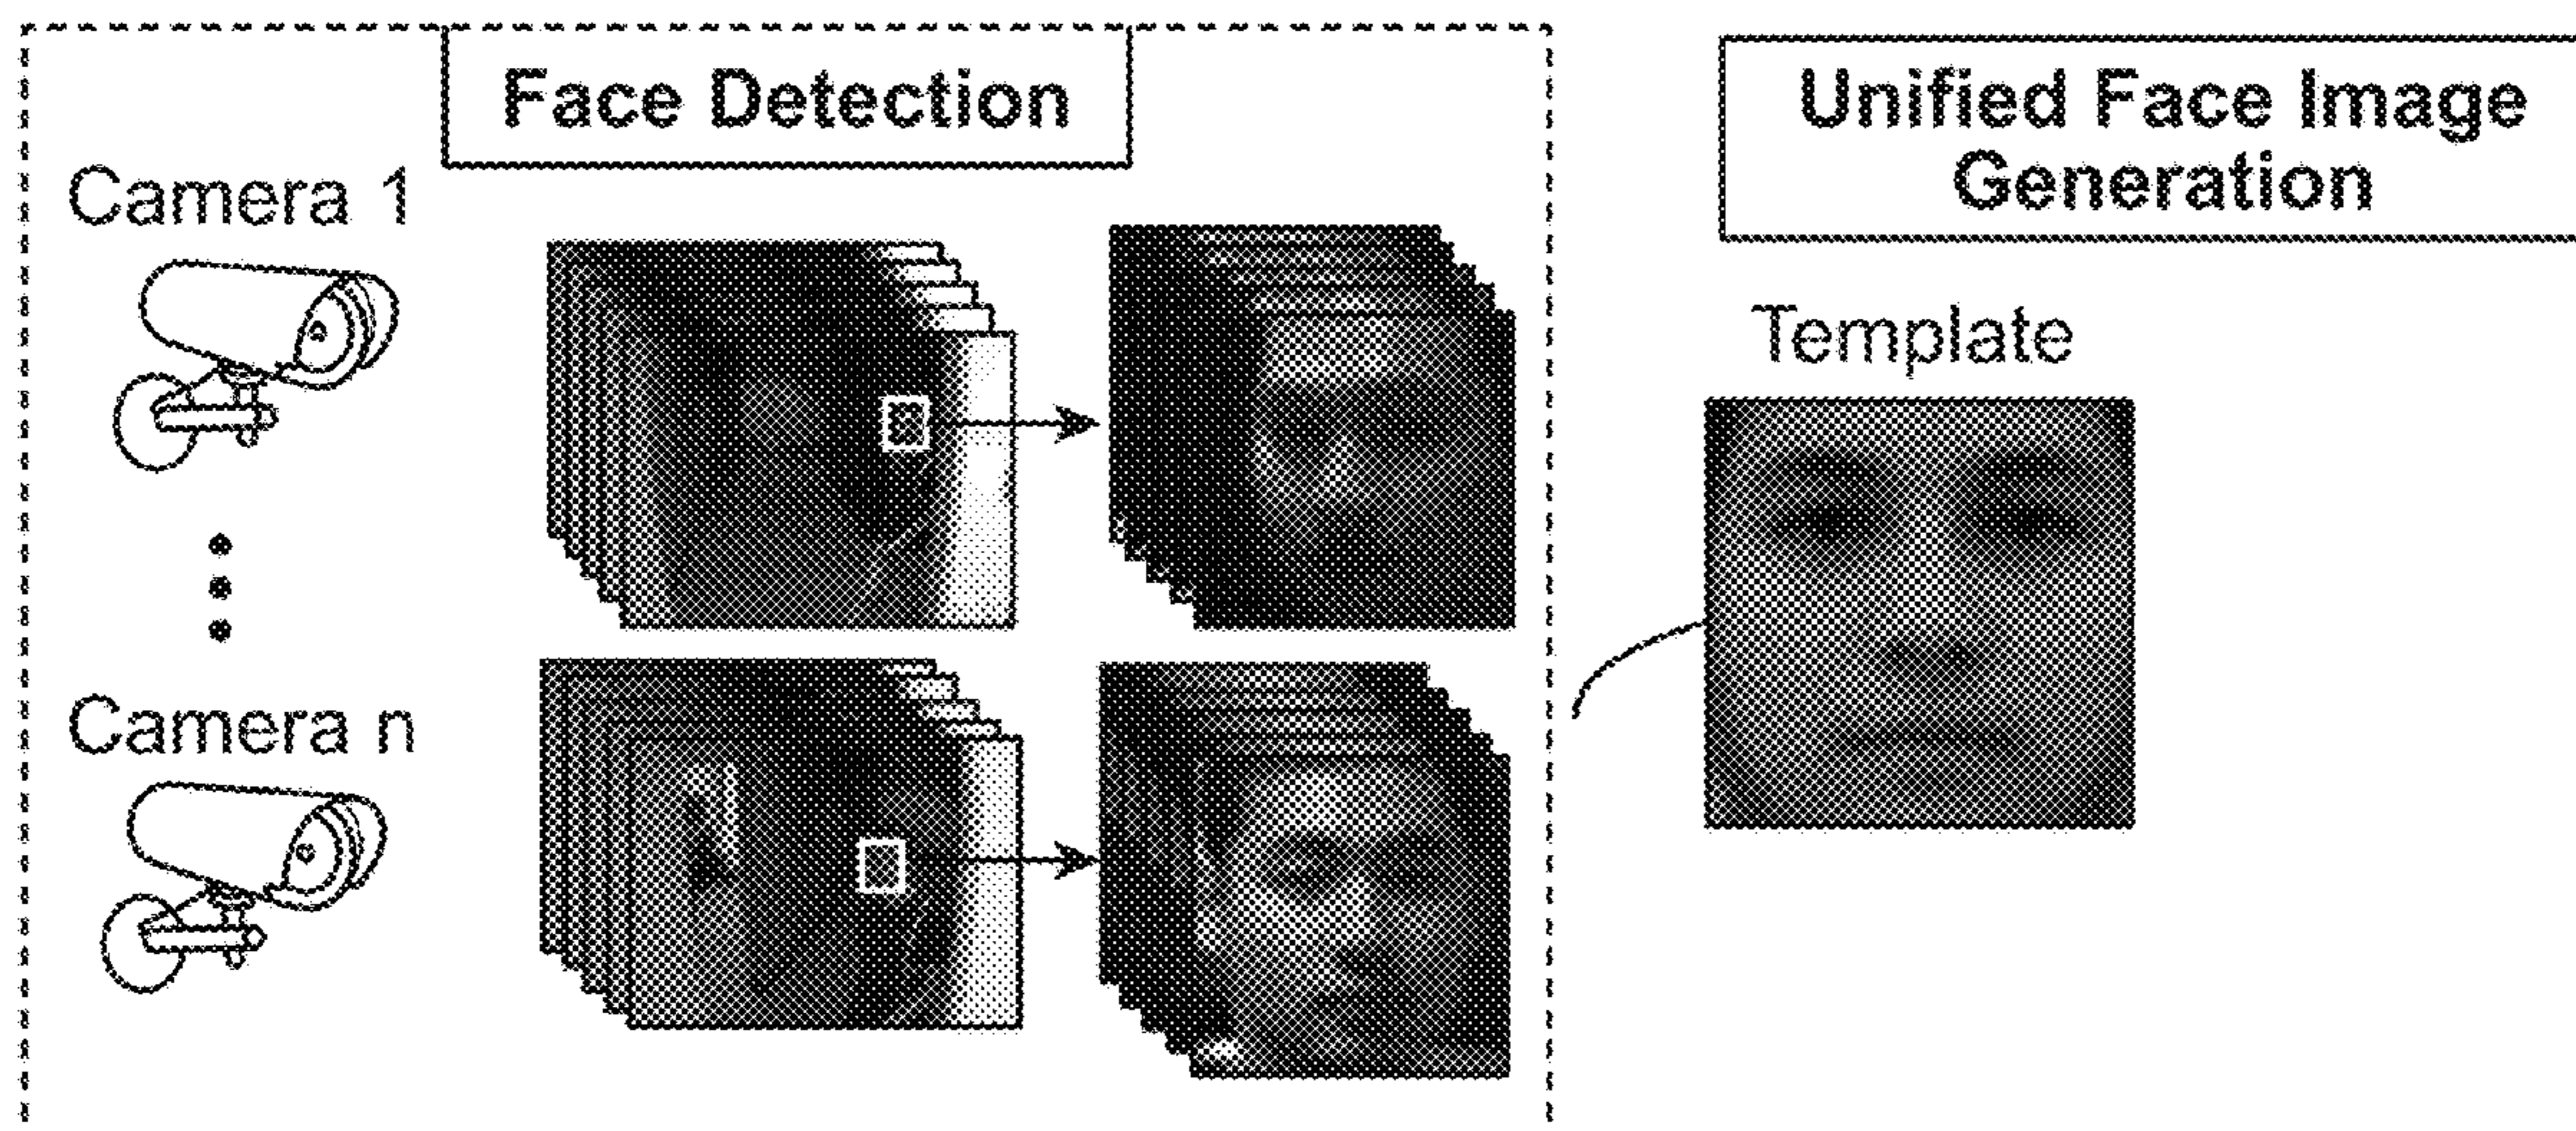 Face Detection
Camera 1
Camera n
Unified Face Image
Generation
Template